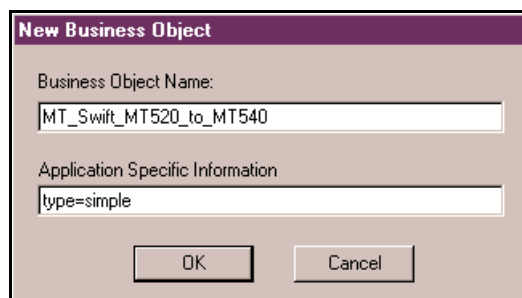 New Business Object
Business Object Name:
MT_Swift_MT520_to_MT540
Application Specific Information
type=simple
OK
Cancel